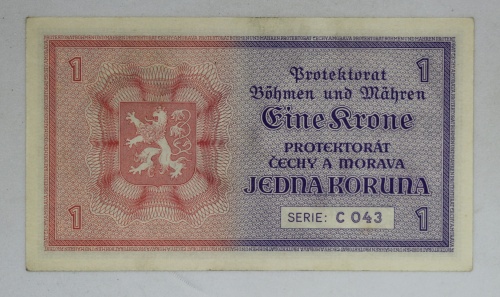 1
1
Protektorat
Böhmen und Mähren
Eine Krone
PROTEKTORÁT
ČECHY A MORAVA
JEDNA KORUNA
SERIE: C 043
1
1